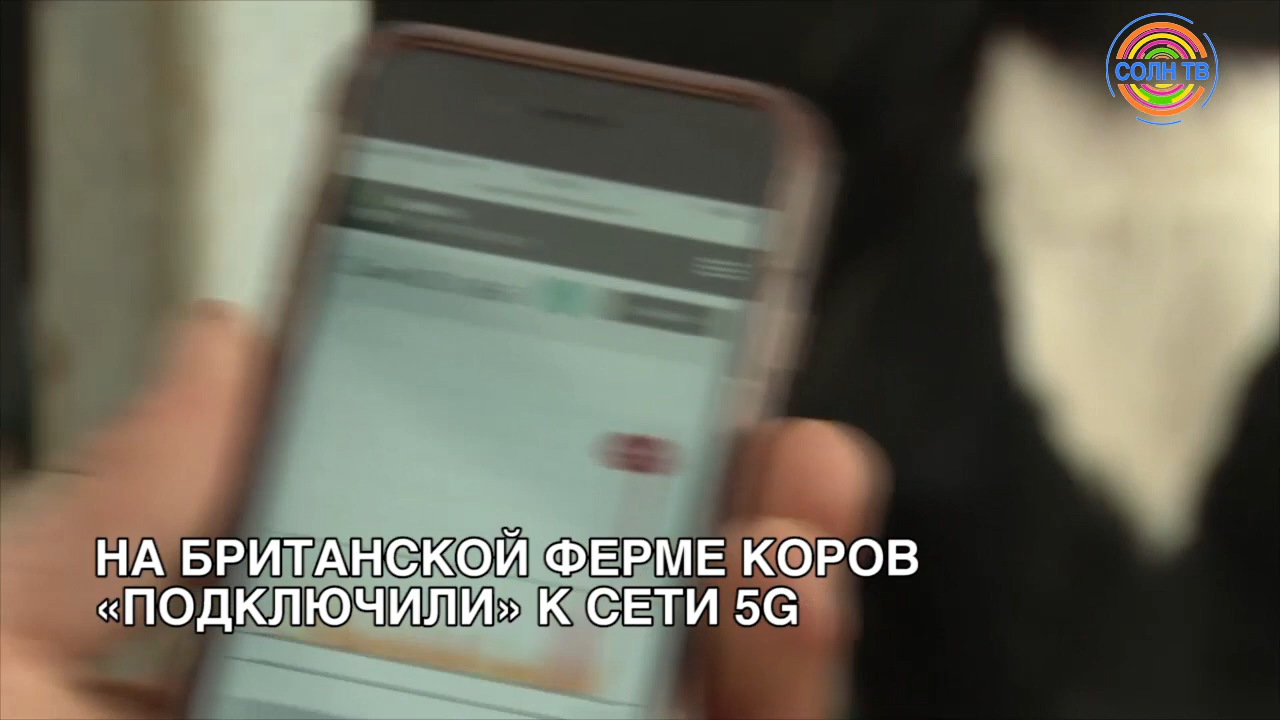 СОЛН ТВ
НА БРИТАНСКОЙ ФЕРМЕ КОРОВ
«ПОДКЛЮЧИЛИ» К СЕТИ 5G